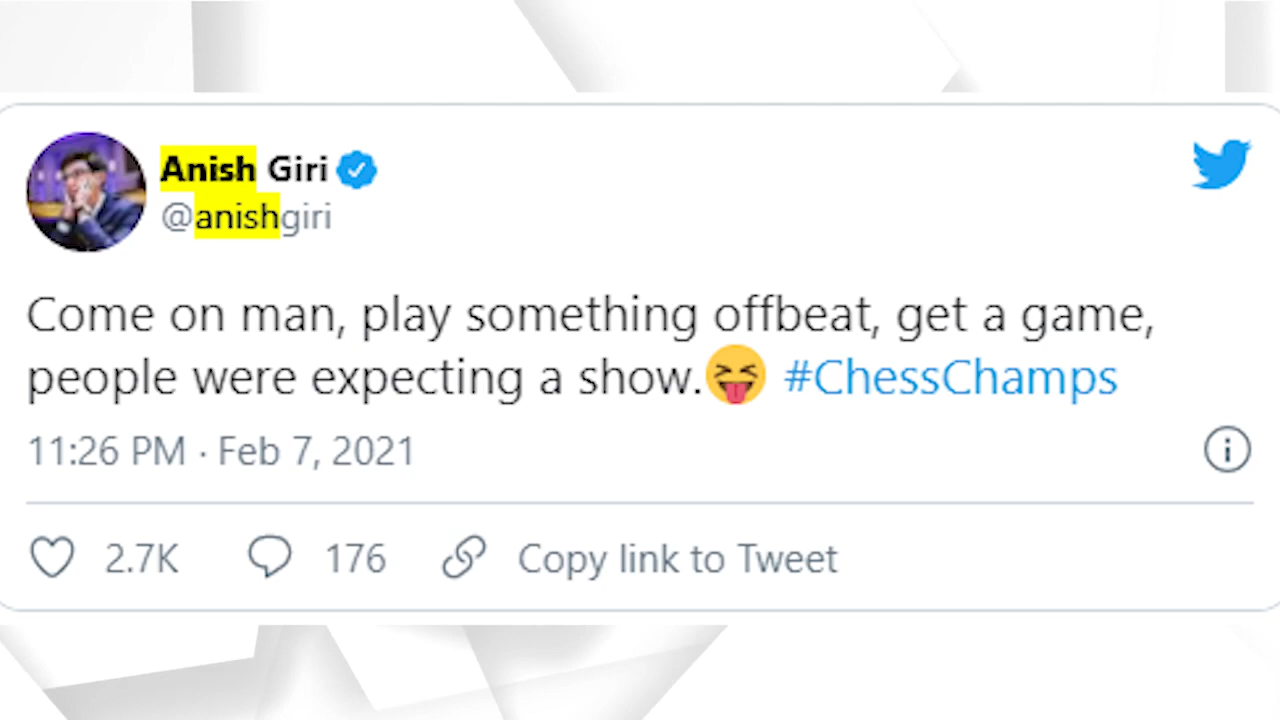 Anish Giri
@anishgiri
Come on man, play something offbeat, get a game,
people were expecting a show.😝 #ChessChamps
11:26 PM · Feb 7, 2021
2.7K 176 Copy link to Tweet